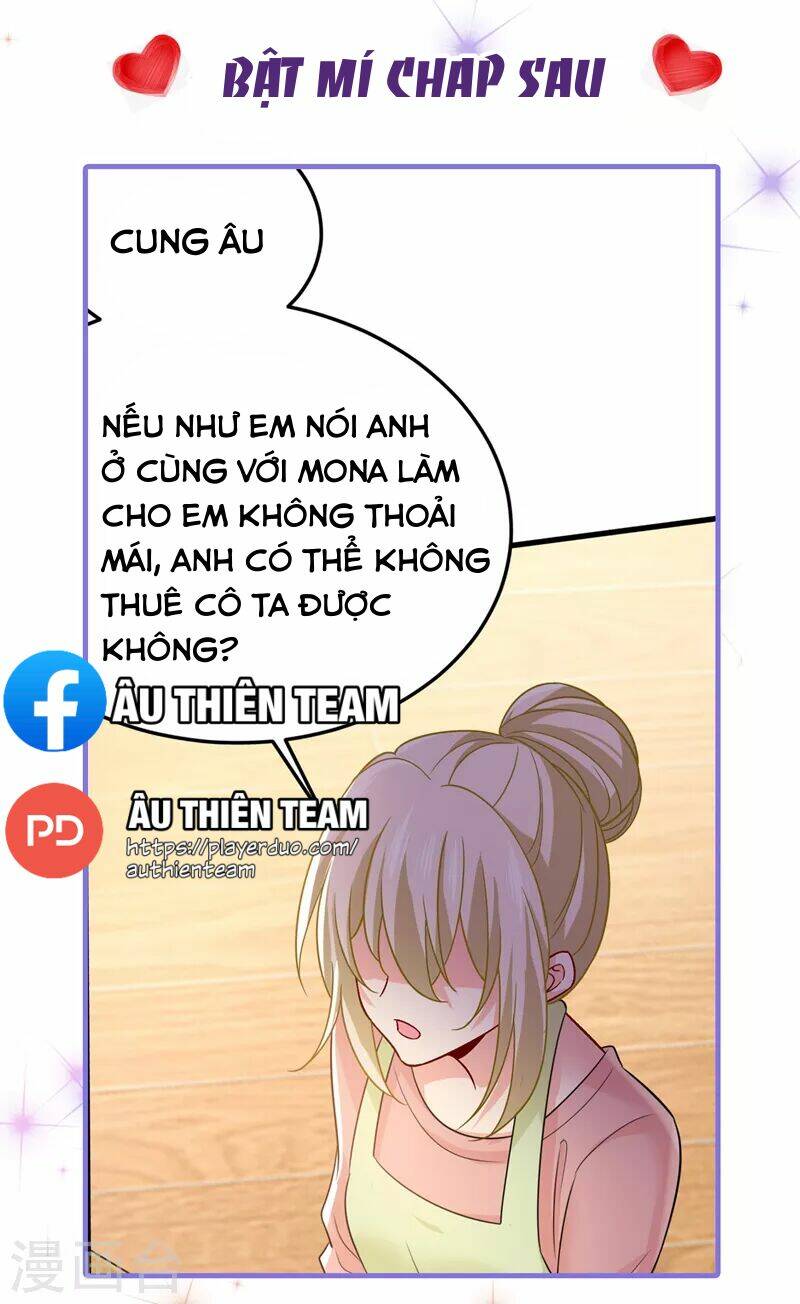 BẬT MÍ CHAP SAU
CUNG ÂU
NẾU NHƯ EM NÓI ANH
Ở CÙNG VỚI MONA LÀM
CHO EM KHÔNG THOẢI
MÁI, ANH CÓ THỂ KHÔNG
THUÊ CÔ TA ĐƯỢC
KHÔNG?
ÂU THIÊN TEAM
PD
ÂU THIÊN TEAM
https://playerduo.com/
authienteam
漫画台